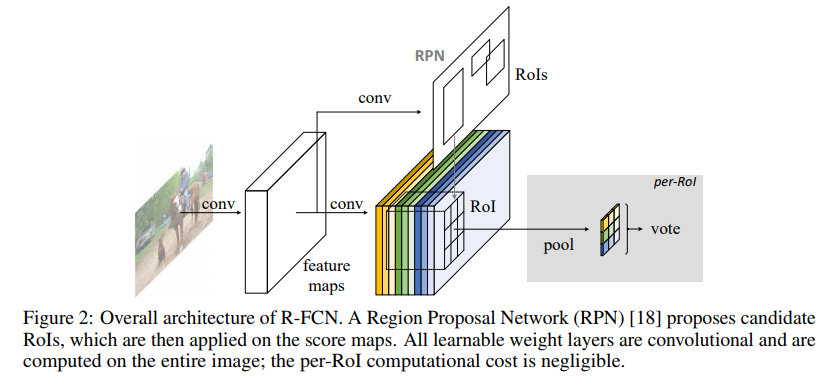 RPN
RoIs
conv
per-RoI
conv
conv
RoI
vote
pool
feature
maps
Figure 2: Overall architecture of R-FCN. A Region Proposal Network (RPN) [18] proposes candidate
RoIs, which are then applied on the score maps. All learnable weight layers are convolutional and are
computed on the entire image; the per-RoI computational cost is negligible.